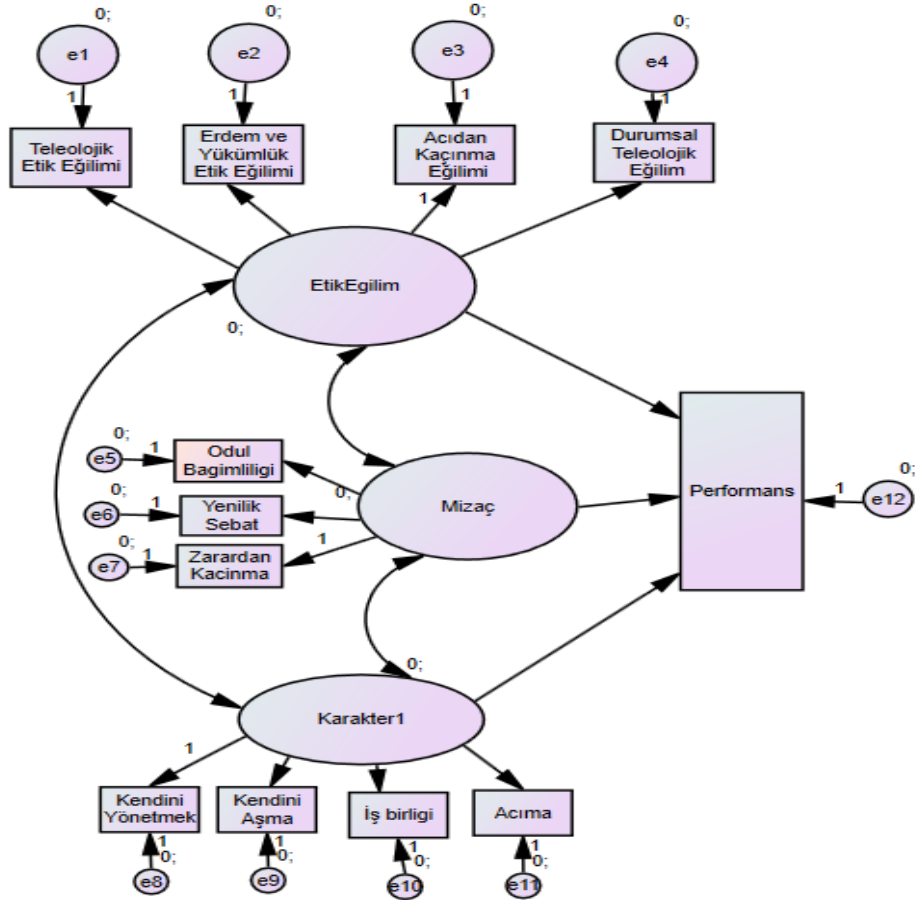 0;
0;
0;
0;
e1
e2
e3
e4
1
1
1
1
Teleolojik
Etik Eğilimi
Erdem ve
Yükümlük
Etik Eğilimi
Acıdan
Kaçınma
Eğilimi
Durumsal
Teleolojik
Eğilim
1
EtikEgilim
0;
0;
e5
1
Odul
Bagimliligi
0;
e6
1
Yenilik
Sebat
0;
e7
1
Zarardan
Kacinma
0;
1
Mizaç
Performans
1
0;
e12
0;
Karakter1
1
Kendini
Yönetmek
Kendini
Aşma
İş birligi
Acıma
1
0;
1
0;
1
0;
1
0;
e8
e9
e10
e11